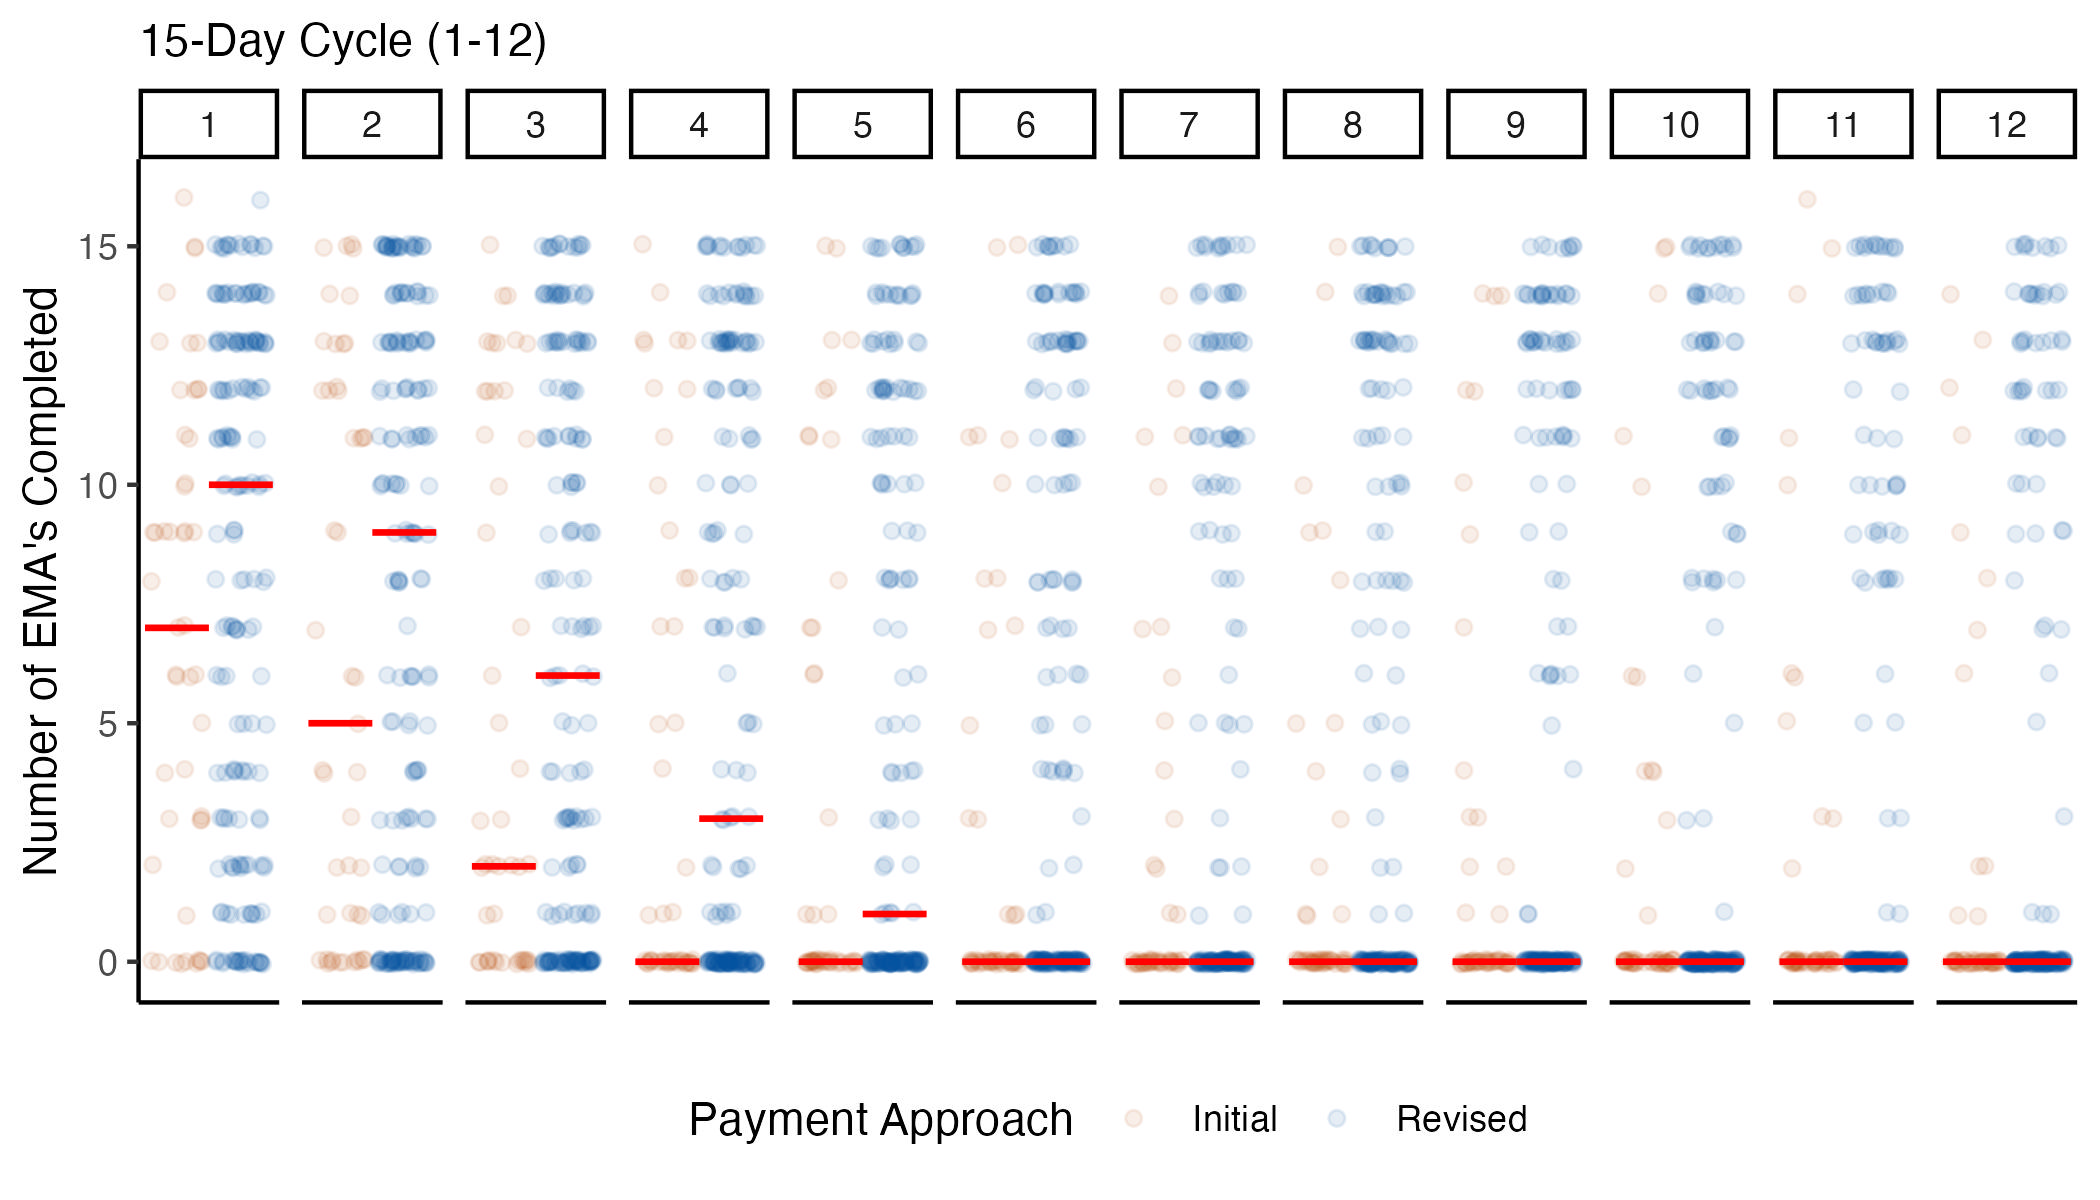 15-Day Cycle (1-12)
1 2 3 4 5 6 7 8 9 10 11 12
Number of EMA's Completed
15
10
5
0
Payment Approach Initial Revised